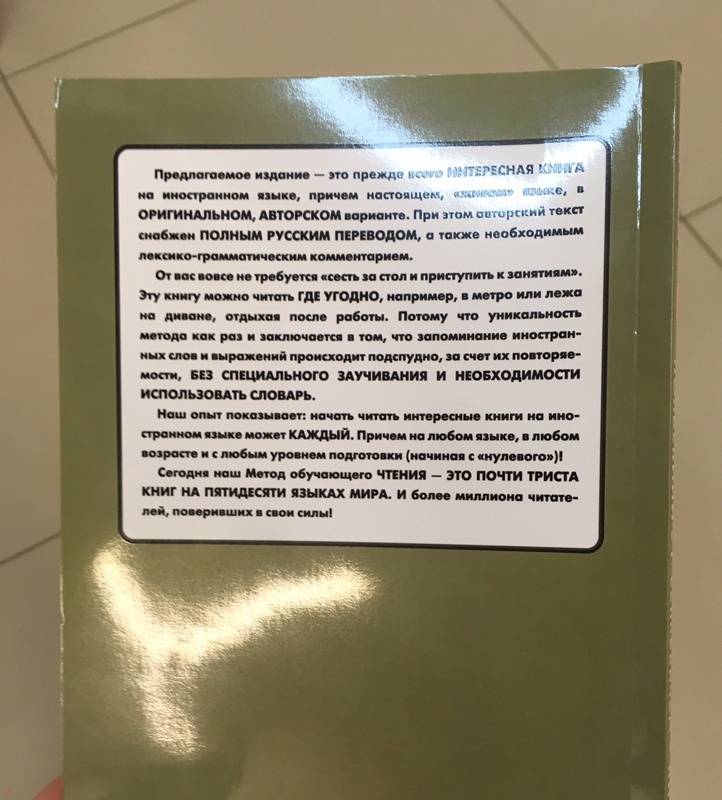 Предлагаемое издание — это прежде всего ИНТЕРЕСНАЯ КНИГА
на иностранном языке, причем настоящем, «живом» языке, в
ОРИГИНАЛЬНОМ, АВТОРСКОМ варианте. При этом авторский текст
снабжен ПОЛНЫМ РУССКИМ ПЕРЕВОДОМ, а также необходимым
лексико-грамматическим комментарием.
От вас вовсе не требуется «сесть за стол и приступить к занятиям».
Эту книгу можно читать ГДЕ УГОДНО, например, в метро или лежа
на диване, отдыхая после работы. Потому что уникальность
метода как раз и заключается в том, что запоминание иностран-
ных слов и выражений происходит подспудно, за счет их повторяе-
мости, БЕЗ СПЕЦИАЛЬНОГО ЗАУЧИВАНИЯ И НЕОБХОДИМОСТИ
ИСПОЛЬЗОВАТЬ СЛОВАРЬ.
Наш опыт показывает: начать читать интересные книги на ино-
странном языке может КАЖДЫЙ. Причем на любом языке, в любом
возрасте и с любым уровнем подготовки (начиная с «нулевого»)!
Сегодня наш Метод обучающего ЧТЕНИЯ — ЭТО ПОЧТИ ТРИСТА
КНИГ НА ПЯТИДЕСЯТИ ЯЗЫКАХ МИРА. И более миллиона читате-
лей, поверивших в свои силы!